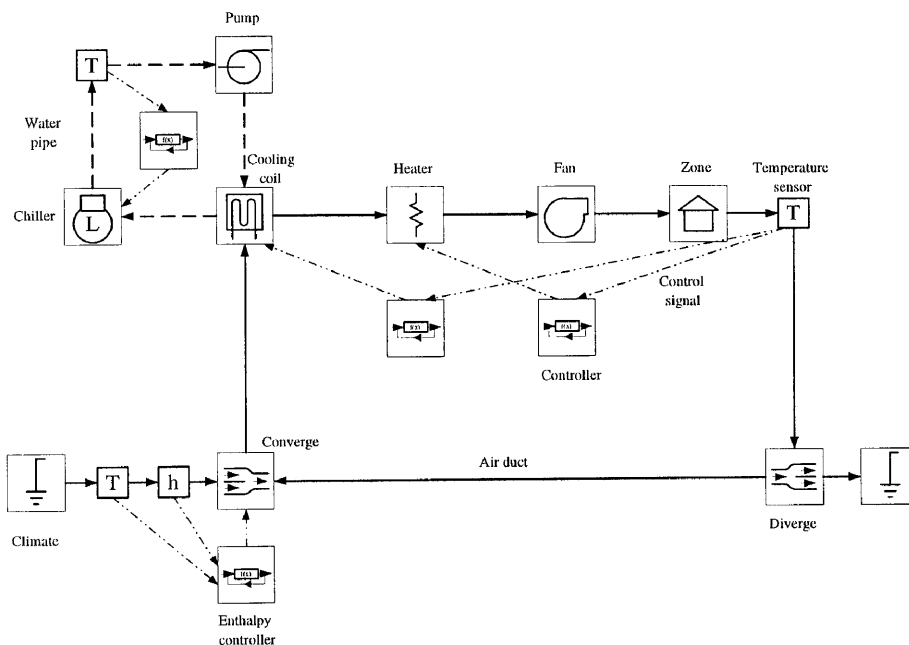 Pump
T
Water
pipe
f(x)
Cooling
coil
Heater
Fan
Zone
Temperature
sensor
Chiller
L
T
Control
signal
f(x)
f(x)
Controller
Converge
Air duct
T
h
Climate
Diverge
f(x)
Enthalpy
controller